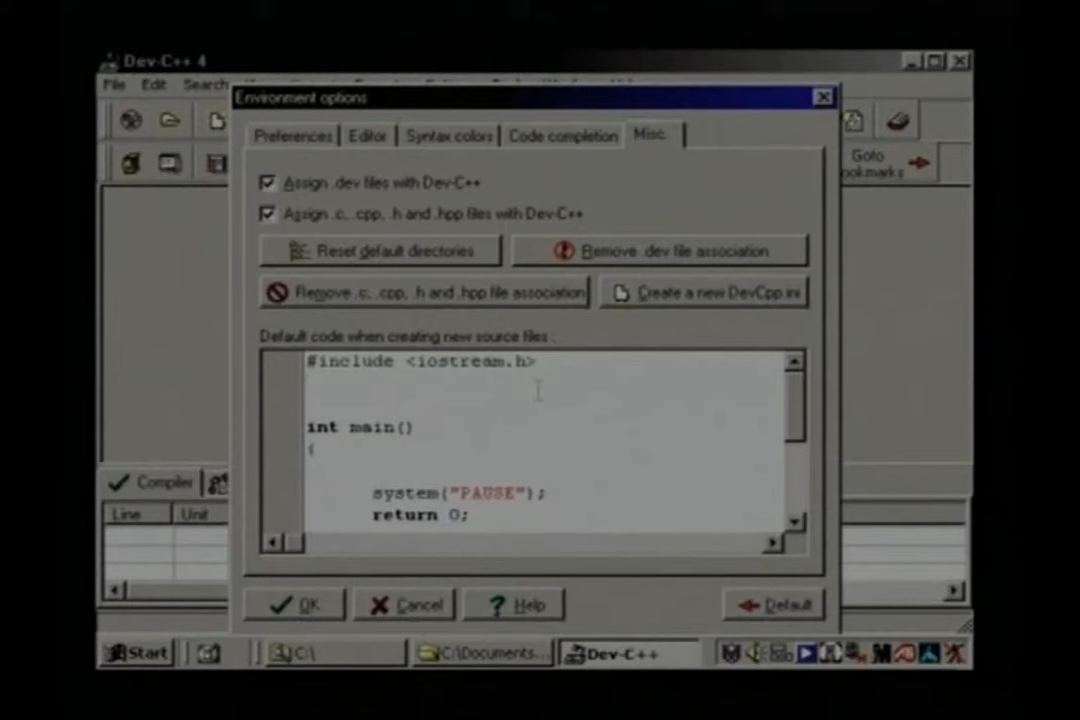 Dev-C++ 4
File Edit Search
Environment options
Preferences Editor Syntax colors Code completion Misc.
Goto
ookmarks
Assign .dev files with Dev-C++
Assign .c, .cpp, .h and .hpp files with Dev-C++
Reset default directories Remove .dev file association
Remove .c, .cpp, .h and .hpp file association Create a new DevCpp.ini
Default code when creating new source files :
#include <iostream.h>
int main()
{
system("PAUSE");
return 0;
Compiler
Line Unit
OK Cancel Help Default
Start C:\ C:\Documents... Dev-C++